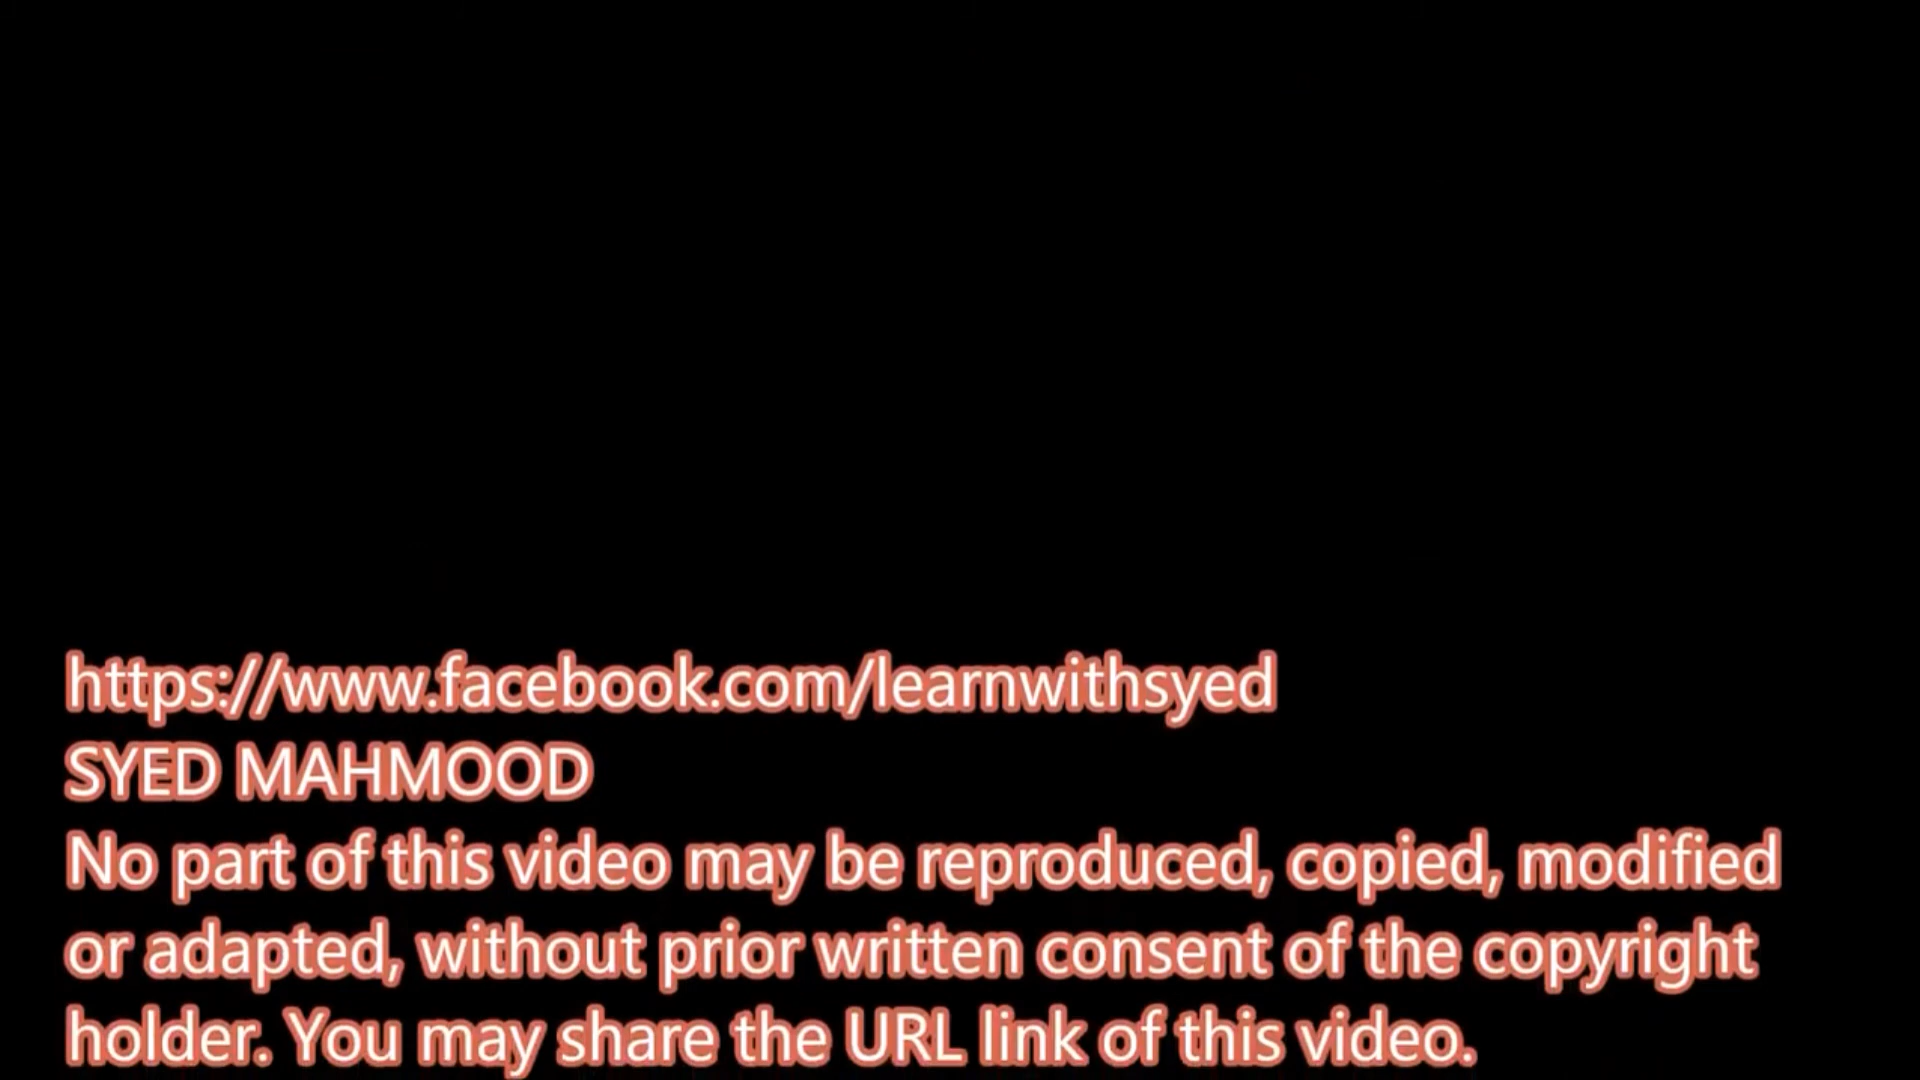 https://www.facebook.com/learnwithsyed
SYED MAHMOOD
No part of this video may be reproduced, copied, modified
or adapted, without prior written consent of the copyright
holder. You may share the URL link of this video.